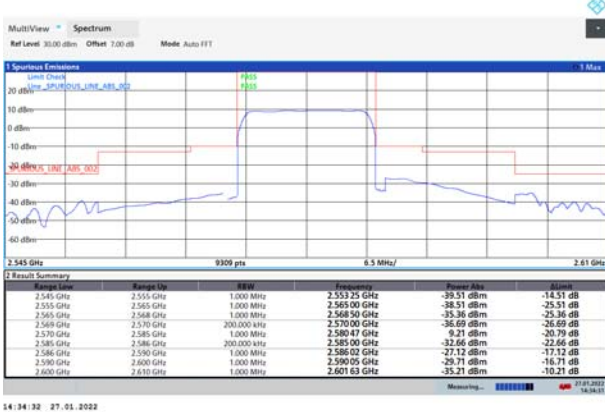 MultiView Spectrum
Ref Level 30.00 dBm Offset 7.00 dB Mode Auto FFT
1 Spurious Emissions 1 Max
Limit Check PASS
Line _SPURIOUS_LINE_ABS_002 PASS
20 dBm
10 dBm
0 dBm
-10 dBm
-20 dBm
_SPURIOUS_LINE_ABS_002
-30 dBm
-40 dBm
-50 dBm
-60 dBm
2.545 GHz 9309 pts 6.5 MHz/ 2.61 GHz
2 Result Summary
Range Low Range Up RBW Frequency Power Abs ΔLimit
2.545 GHz 2.555 GHz 1.000 MHz 2.553 25 GHz -39.51 dBm -14.51 dB
2.555 GHz 2.565 GHz 1.000 MHz 2.565 00 GHz -38.51 dBm -25.51 dB
2.565 GHz 2.568 GHz 1.000 MHz 2.568 50 GHz -35.36 dBm -25.36 dB
2.569 GHz 2.570 GHz 200.000 kHz 2.570 00 GHz -36.69 dBm -26.69 dB
2.570 GHz 2.585 GHz 1.000 MHz 2.580 47 GHz 9.21 dBm -20.79 dB
2.585 GHz 2.586 GHz 200.000 kHz 2.585 00 GHz -32.66 dBm -22.66 dB
2.586 GHz 2.590 GHz 1.000 MHz 2.586 02 GHz -27.12 dBm -17.12 dB
2.590 GHz 2.600 GHz 1.000 MHz 2.590 05 GHz -29.71 dBm -16.71 dB
2.600 GHz 2.610 GHz 1.000 MHz 2.601 63 GHz -35.21 dBm -10.21 dB
Measuring... 27.01.2022
14:34:31
14:34:32 27.01.2022